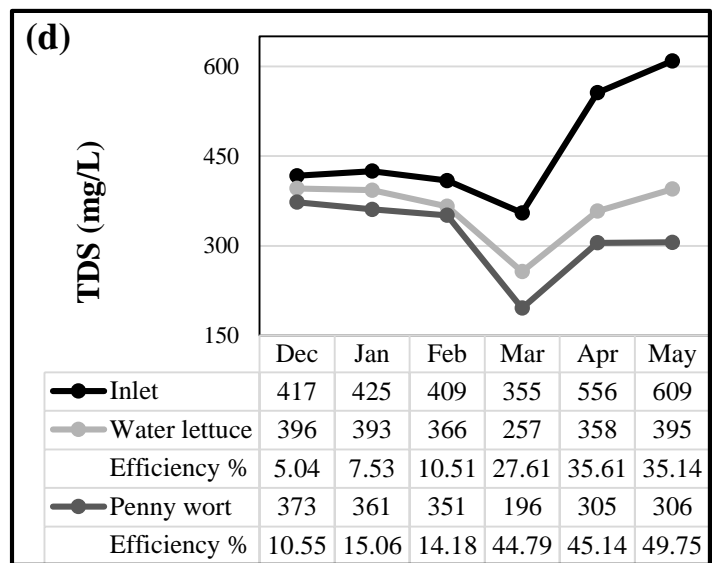 (d)
TDS (mg/L)
600
450
300
150
Dec Jan Feb Mar Apr May
Inlet 417 425 409 355 556 609
Water lettuce 396 393 366 257 358 395
Efficiency % 5.04 7.53 10.51 27.61 35.61 35.14
Penny wort 373 361 351 196 305 306
Efficiency % 10.55 15.06 14.18 44.79 45.14 49.75